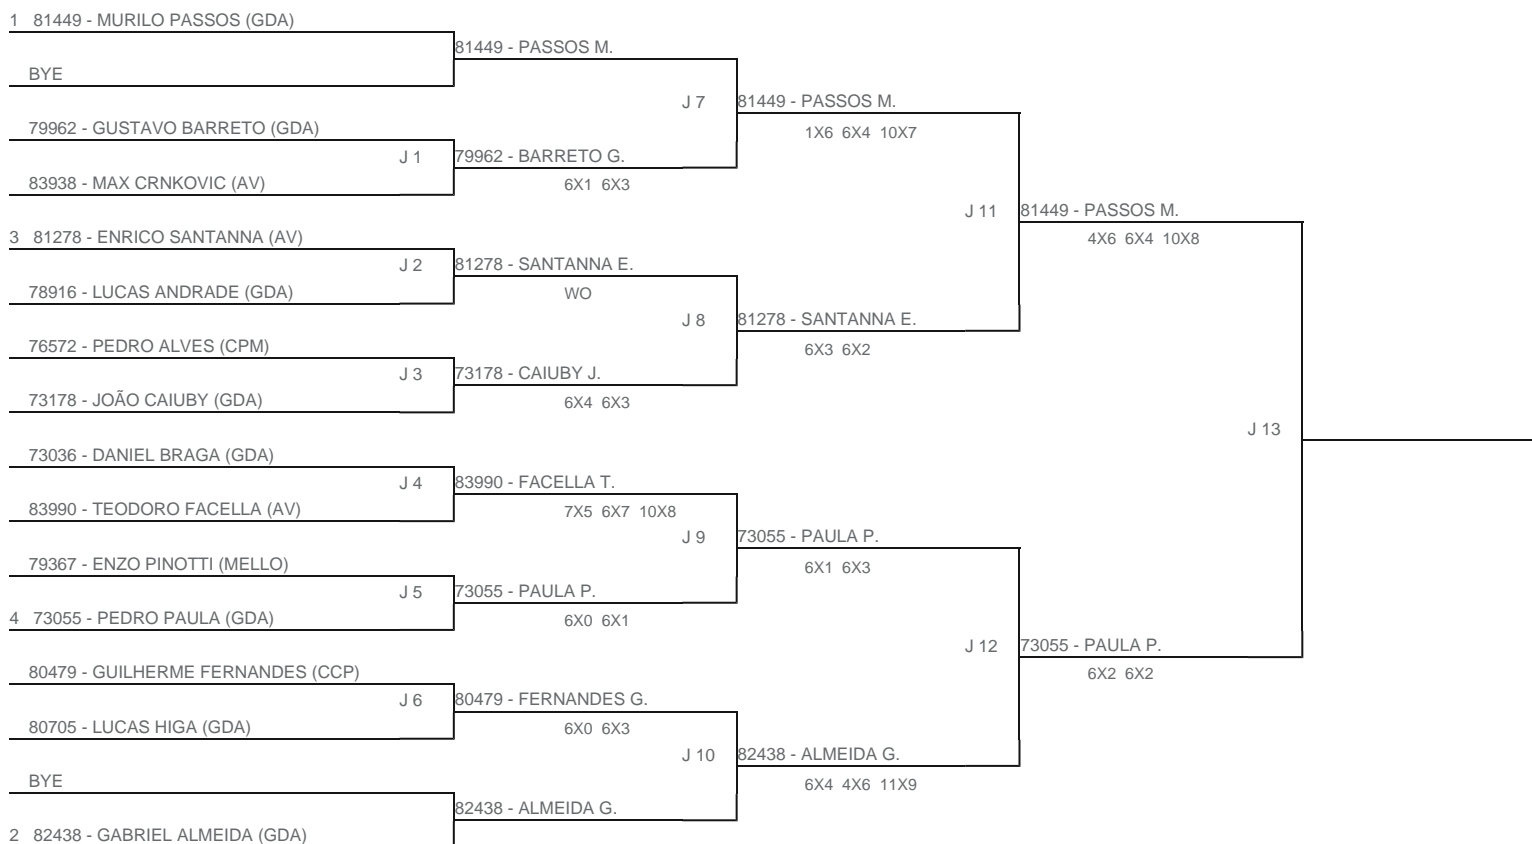 1 81449 - MURILO PASSOS (GDA)
81449 - PASSOS M.
BYE
J 7
81449 - PASSOS M.
1X6 6X4 10X7
79962 - GUSTAVO BARRETO (GDA)
J 1
79962 - BARRETO G.
6X1 6X3
83938 - MAX CRNKOVIC (AV)
J 11
81449 - PASSOS M.
4X6 6X4 10X8
3 81278 - ENRICO SANTANNA (AV)
J 2
81278 - SANTANNA E.
WO
78916 - LUCAS ANDRADE (GDA)
J 8
81278 - SANTANNA E.
6X3 6X2
76572 - PEDRO ALVES (CPM)
J 3
73178 - CAIUBY J.
6X4 6X3
73178 - JOÃO CAIUBY (GDA)
J 13
73036 - DANIEL BRAGA (GDA)
J 4
83990 - FACELLA T.
7X5 6X7 10X8
83990 - TEODORO FACELLA (AV)
J 9
73055 - PAULA P.
6X1 6X3
79367 - ENZO PINOTTI (MELLO)
J 5
73055 - PAULA P.
6X0 6X1
4 73055 - PEDRO PAULA (GDA)
J 12
73055 - PAULA P.
6X2 6X2
80479 - GUILHERME FERNANDES (CCP)
J 6
80479 - FERNANDES G.
6X0 6X3
80705 - LUCAS HIGA (GDA)
J 10
82438 - ALMEIDA G.
6X4 4X6 11X9
BYE
82438 - ALMEIDA G.
2 82438 - GABRIEL ALMEIDA (GDA)